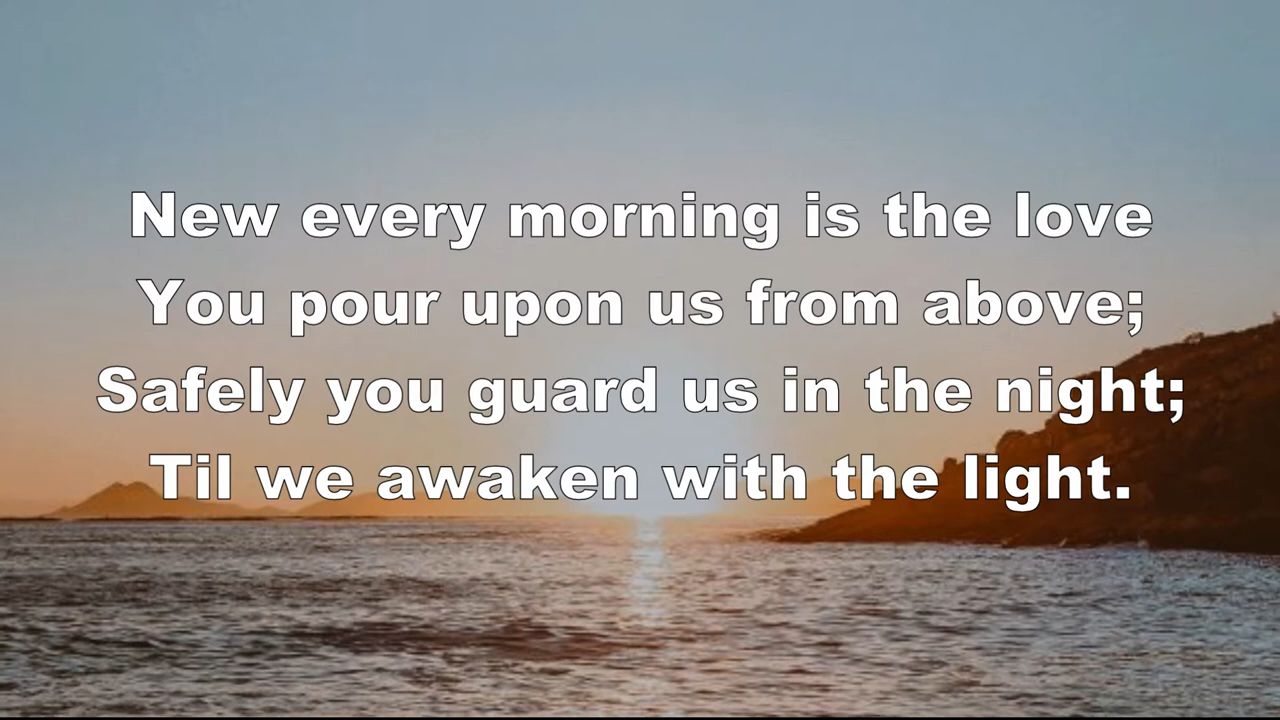 New every morning is the love
You pour upon us from above;
Safely you guard us in the night;
Til we awaken with the light.